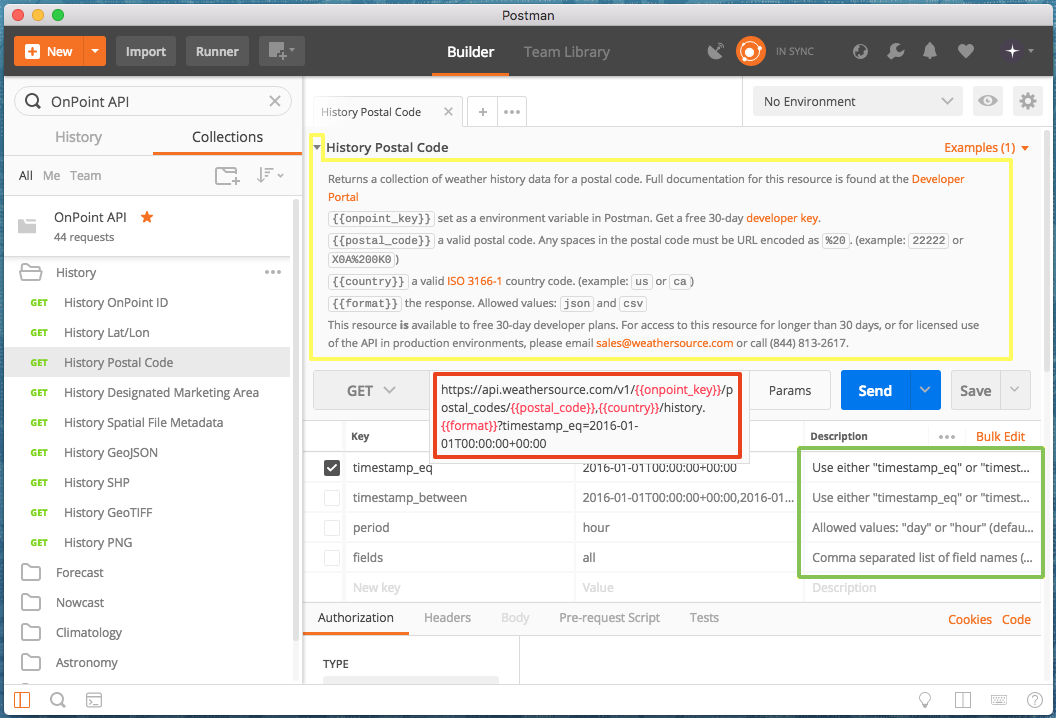 Postman
New
Import
Runner
Builder
Team Library
IN SYNC
OnPoint API
History
Collections
All Me Team
OnPoint API
44 requests
History
GET History OnPoint ID
GET History Lat/Lon
GET History Postal Code
GET History Designated Marketing Area
GET History Spatial File Metadata
GET History GeoJSON
GET History SHP
GET History GeoTIFF
GET History PNG
Forecast
Nowcast
Climatology
Astronomy
History Postal Code
No Environment
History Postal Code
Examples (1)
Returns a collection of weather history data for a postal code. Full documentation for this resource is found at the Developer
Portal
{{onpoint_key}} set as a environment variable in Postman. Get a free 30-day developer key.
{{postal_code}} a valid postal code. Any spaces in the postal code must be URL encoded as %20 . (example: 22222 or
X0A%200K0 )
{{country}} a valid ISO 3166-1 country code. (example: us or ca )
{{format}} the response. Allowed values: json and csv
This resource is available to free 30-day developer plans. For access to this resource for longer than 30 days, or for licensed use
of the API in production environments, please email sales@weathersource.com or call (844) 813-2617.
GET
https://api.weathersource.com/v1/{{onpoint_key}}/p
ostal_codes/{{postal_code}},{{country}}/history.
{{format}}?timestamp_eq=2016-01-
01T00:00:00+00:00
Params
Send
Save
Key
Description
Bulk Edit
timestamp_eq 2016-01-01T00:00:00+00:00 Use either "timestamp_eq" or "timest...
timestamp_between 2016-01-01T00:00:00+00:00,2016-01... Use either "timestamp_eq" or "timest...
period hour Allowed values: "day" or "hour" (defau...
fields all Comma separated list of field names (...
New key Value Description
Authorization
Headers
Body
Pre-request Script
Tests
Cookies
Code
TYPE